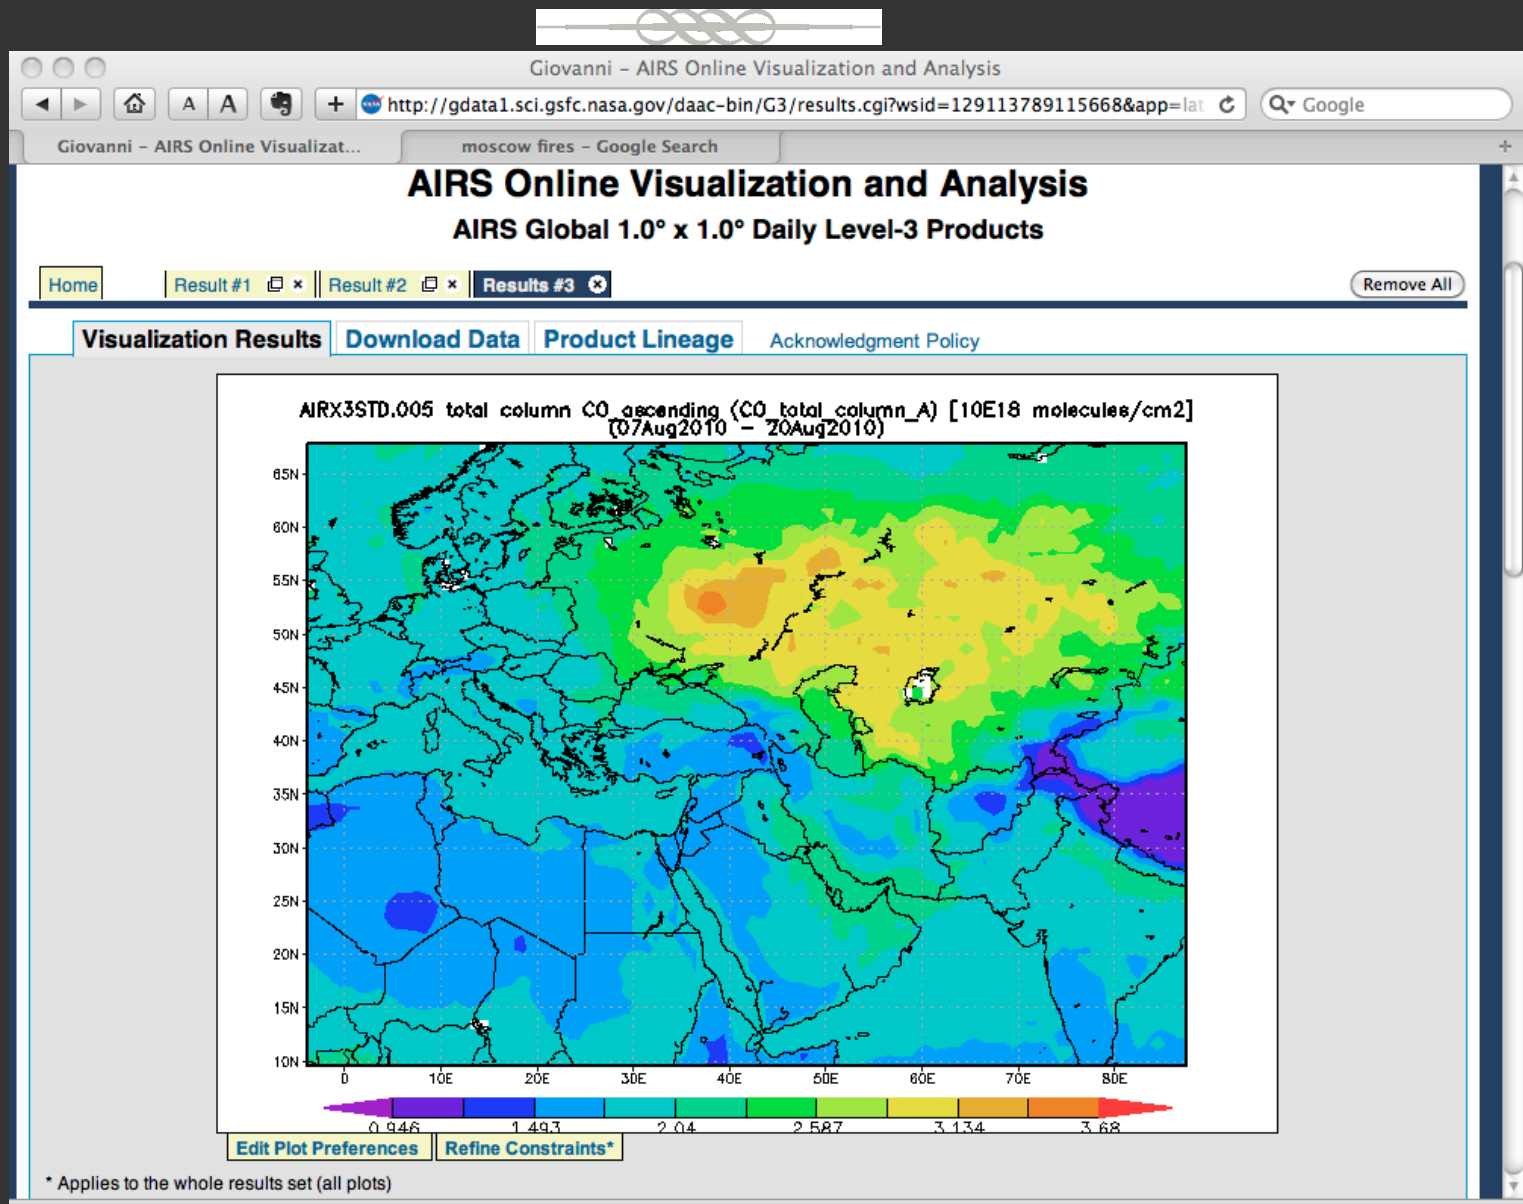 Giovanni – AIRS Online Visualization and Analysis
A A + http://gdata1.sci.gsfc.nasa.gov/daac-bin/G3/results.cgi?wsid=129113789115668&app=lat Google
Giovanni – AIRS Online Visualizat... moscow fires – Google Search +
AIRS Online Visualization and Analysis
AIRS Global 1.0° x 1.0° Daily Level-3 Products
Home Result #1 Result #2 Results #3 Remove All
Visualization Results Download Data Product Lineage Acknowledgment Policy
AIRX3STD.005 total column CO_ascending (CO_total_column_A) [10E18 molecules/cm2]
(07Aug2010 – 20Aug2010)
65N
60N
55N
50N
45N
40N
35N
30N
25N
20N
15N
10N
0 10E 20E 30E 40E 50E 60E 70E 80E
0.946 1.493 2.04 2.587 3.134 3.68
Edit Plot Preferences Refine Constraints*
* Applies to the whole results set (all plots)